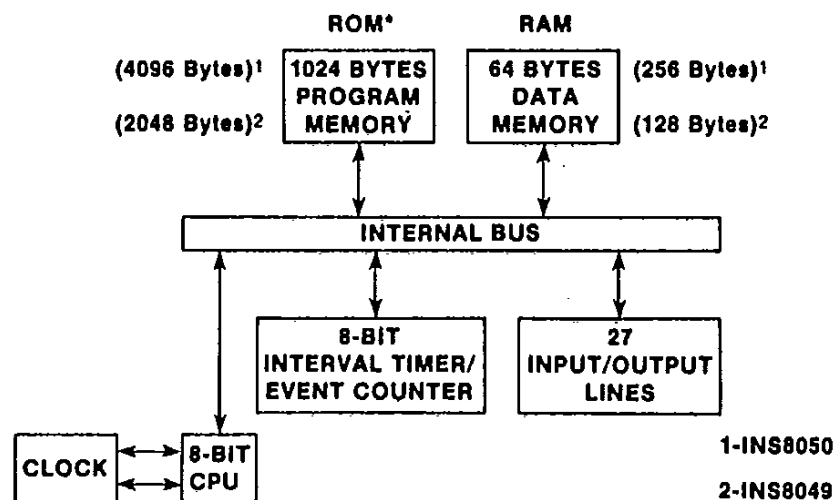 ROM* RAM
(4096 Bytes)1 1024 BYTES 64 BYTES (256 Bytes)1
PROGRAM DATA
(2048 Bytes)2 MEMORY MEMORY (128 Bytes)2
INTERNAL BUS
8-BIT 27
INTERVAL TIMER/ INPUT/OUTPUT
EVENT COUNTER LINES
CLOCK 8-BIT
CPU
1-INS8050
2-INS8049